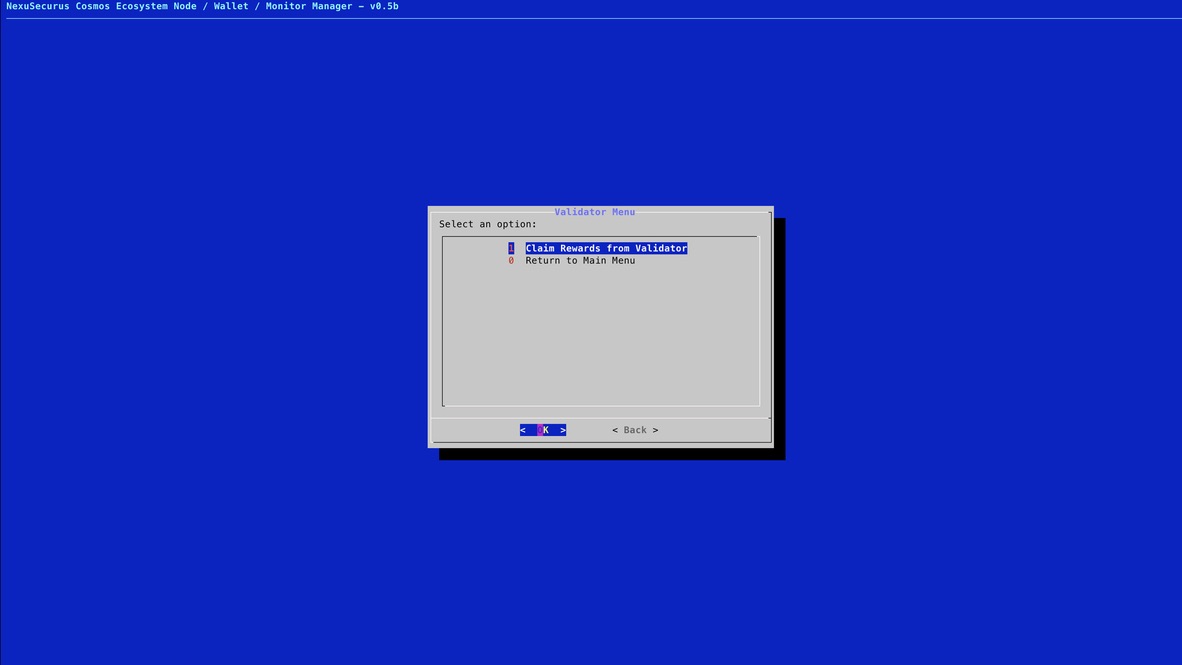 NexuSecurus Cosmos Ecosystem Node / Wallet / Monitor Manager – v0.5b
Validator Menu
Select an option:
1 Claim Rewards from Validator
0 Return to Main Menu
< OK > < Back >